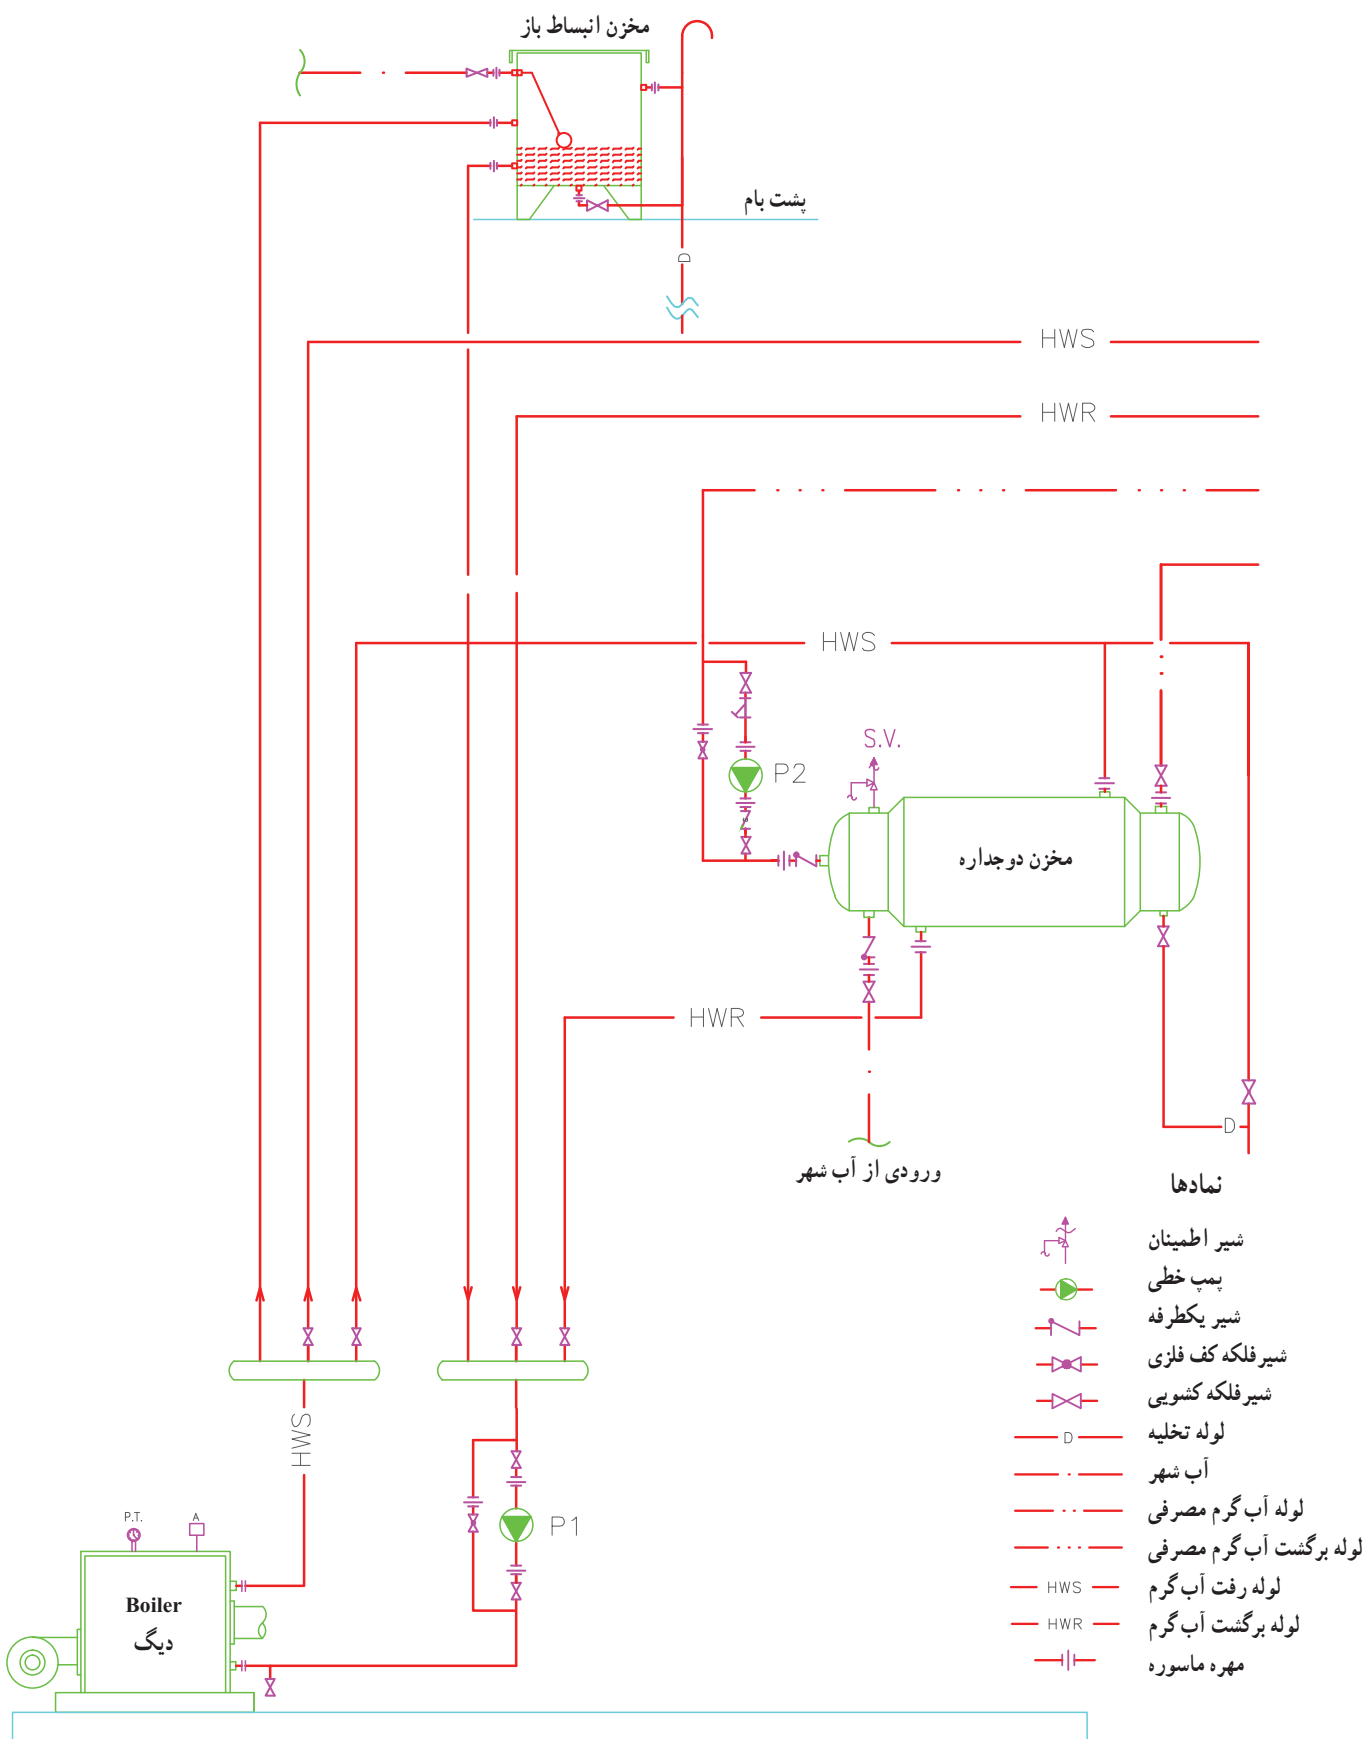 مخزن انبساط باز
پشت بام
D
HWS
HWR
HWS
S.V.
P2
مخزن دوجداره
HWR
D
ورودی از آب شهر
نمادها
شیر اطمینان
پمپ خطی
شیر یکطرفه
شیرفلکه کف فلزی
شیرفلکه کشویی
D لوله تخلیه
آب شهر
لوله آب گرم مصرفی
لوله برگشت آب گرم مصرفی
HWS لوله رفت آب گرم
HWR لوله برگشت آب گرم
مهره ماسوره
HWS
P1
P.T.
A
Boiler
دیگ